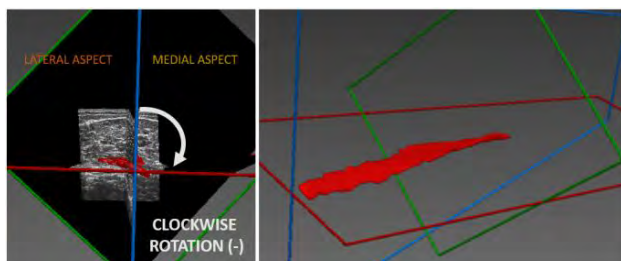 LATERAL ASPECT
MEDIAL ASPECT
CLOCKWISE
ROTATION (-)